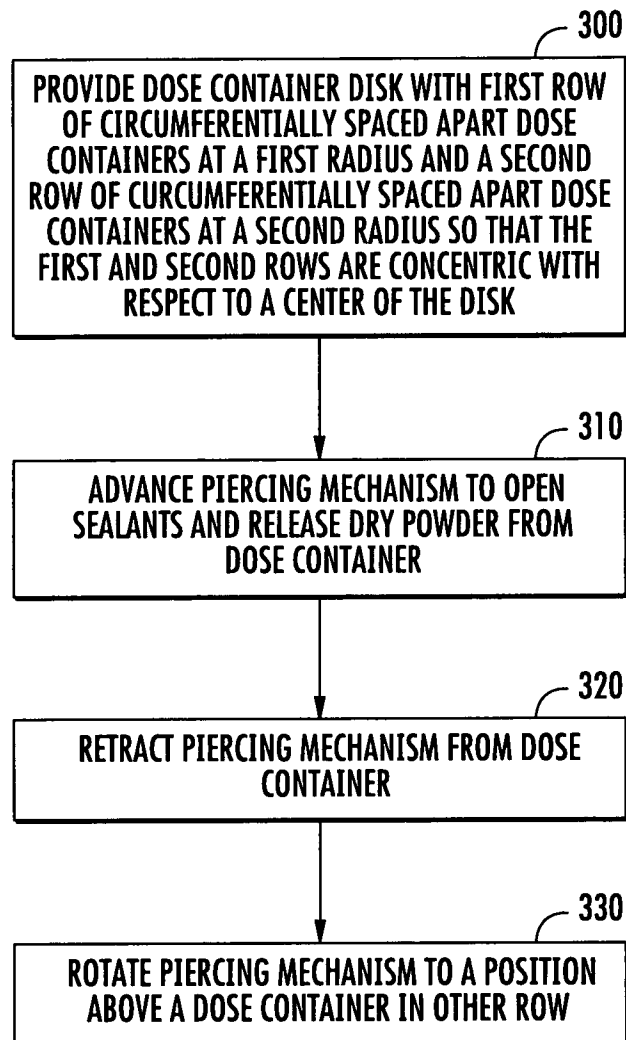 300
PROVIDE DOSE CONTAINER DISK WITH FIRST ROW
OF CIRCUMFERENTIALLY SPACED APART DOSE
CONTAINERS AT A FIRST RADIUS AND A SECOND
ROW OF CURCUMFERENTIALLY SPACED APART DOSE
CONTAINERS AT A SECOND RADIUS SO THAT THE
FIRST AND SECOND ROWS ARE CONCENTRIC WITH
RESPECT TO A CENTER OF THE DISK
310
ADVANCE PIERCING MECHANISM TO OPEN
SEALANTS AND RELEASE DRY POWDER FROM
DOSE CONTAINER
320
RETRACT PIERCING MECHANISM FROM DOSE
CONTAINER
330
ROTATE PIERCING MECHANISM TO A POSITION
ABOVE A DOSE CONTAINER IN OTHER ROW